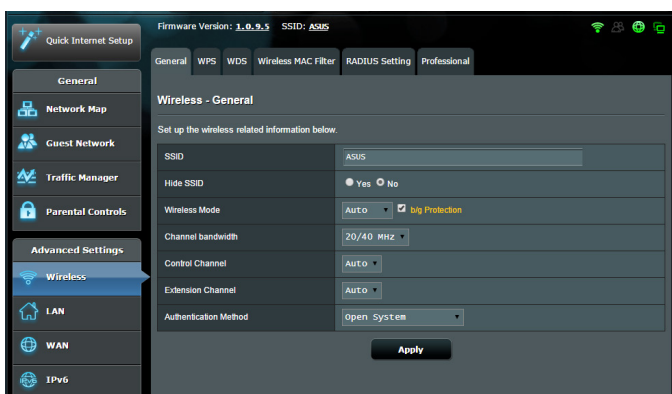 Quick Internet Setup
General
Network Map
Guest Network
Traffic Manager
Parental Controls
Advanced Settings
Wireless
LAN
WAN
IPv6
Firmware Version: 1.0.9.5 SSID: ASUS
General WPS WDS Wireless MAC Filter RADIUS Setting Professional
Wireless - General
Set up the wireless related information below.
SSID ASUS
Hide SSID Yes No
Wireless Mode Auto b/g Protection
Channel bandwidth 20/40 MHz
Control Channel Auto
Extension Channel Auto
Authentication Method Open System
Apply